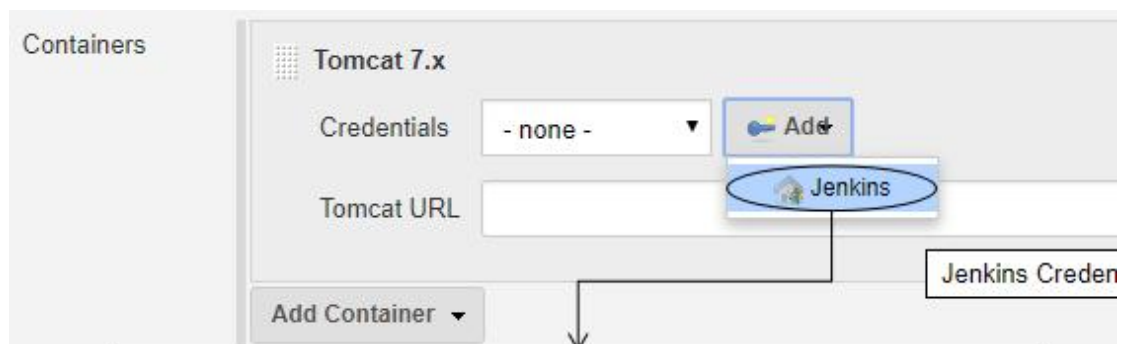 Containers
Tomcat 7.x
Credentials - none - Add
Jenkins
Tomcat URL
Jenkins Creden
Add Container